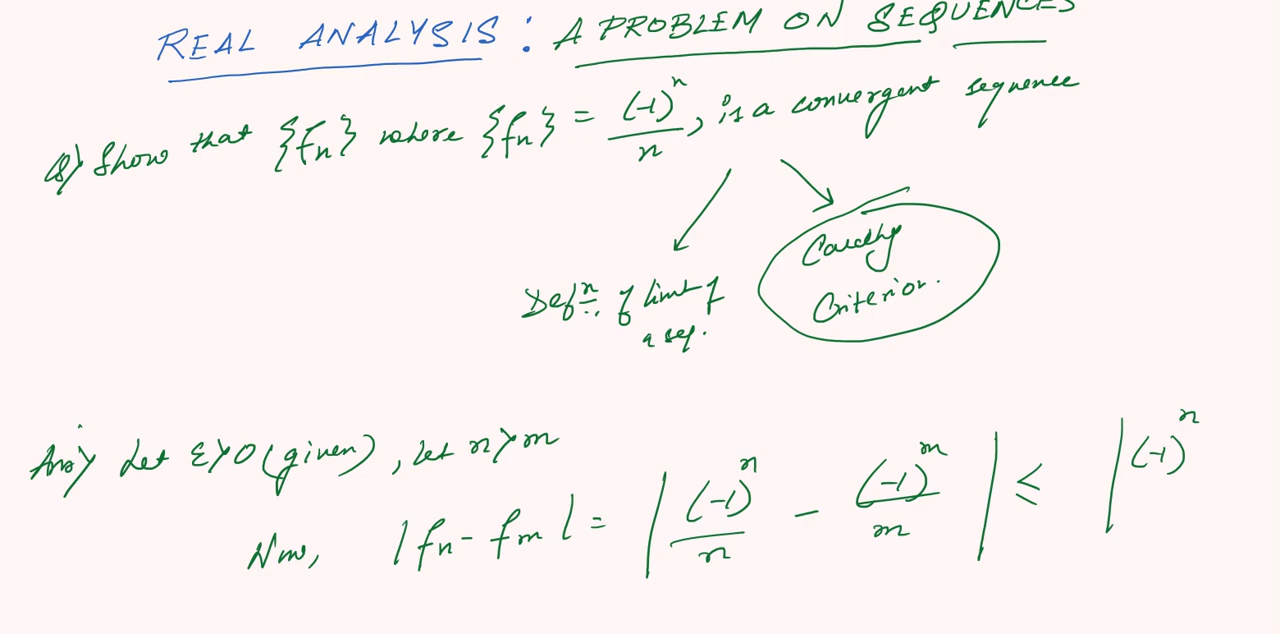 REAL ANALYSIS : A PROBLEM ON SEQUENCES
Q) Show that {fn} where {fn} = (-1)^n/n, is a convergent sequence
Cauchy
Criterion.
Defn. of limit of
a seq.
Ans) Let ε>0 (given), let n>m
Now, |fn - fm| = |(-1)^n/n - (-1)^m/m| ≤ |(-1)^n